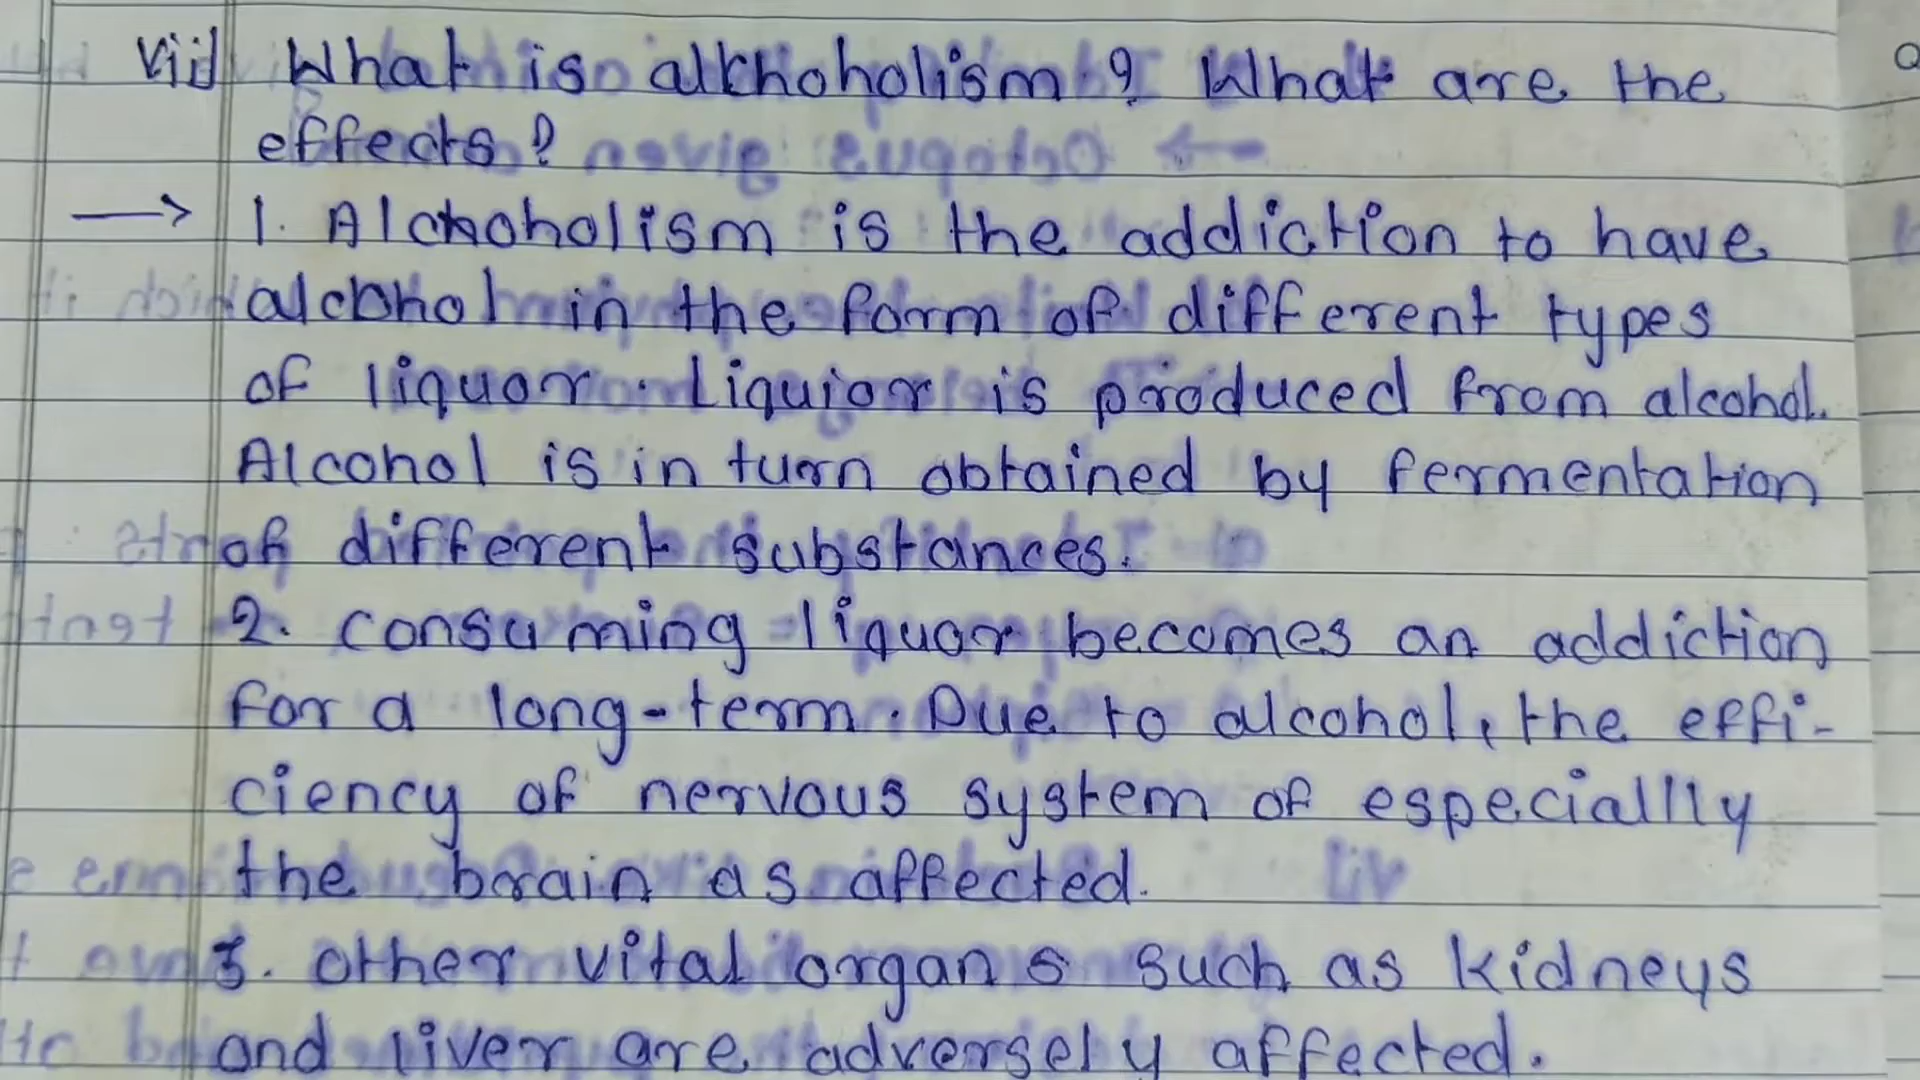 vii) What is alkhoholism? What are the
effects?
→ 1. Alchoholism is the addiction to have
alcohol in the form of different types
of liquor. Liquior is produced from alcohol.
Alcohol is in turn obtained by fermentation
of different substances.
2. Consuming liquor becomes an addiction
for a long-term. Due to alcohol, the effi-
ciency of nervous system of especiallly
the brain as affected.
3. Other vital organs such as kidneys
and liver are adversely affected.